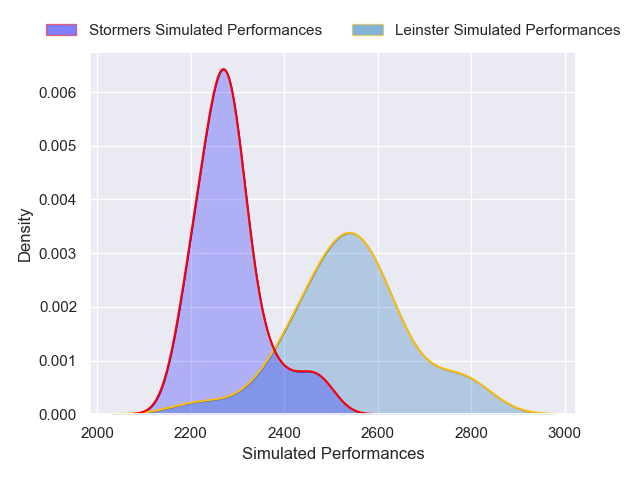 Stormers Simulated Performances
Leinster Simulated Performances
0.006
0.005
0.004
0.003
0.002
0.001
0.000
Density
2000 2200 2400 2600 2800 3000
Simulated Performances